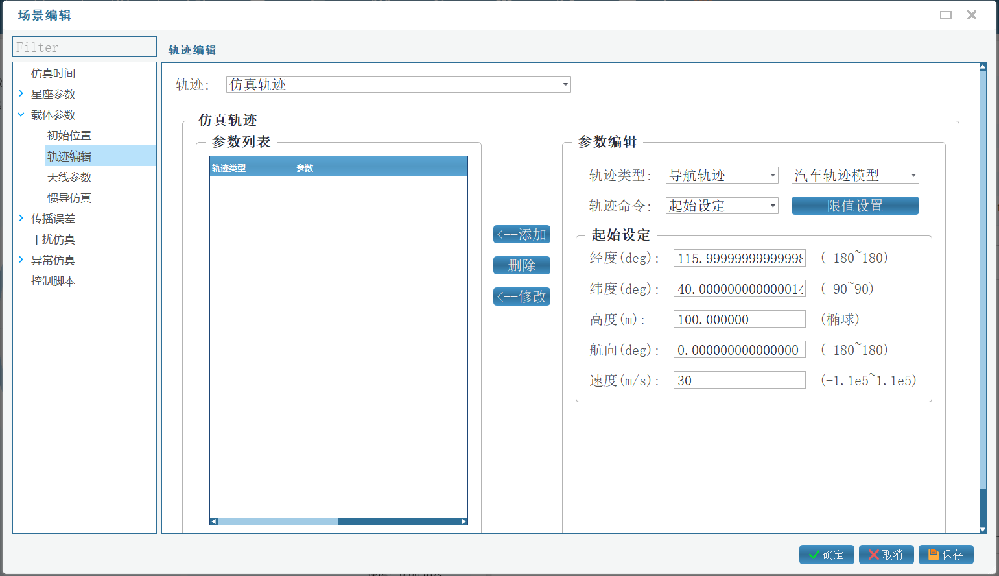 场景编辑
Filter
仿真时间
星座参数
载体参数
初始位置
轨迹编辑
天线参数
惯导仿真
传播误差
干扰仿真
异常仿真
控制脚本
轨迹编辑
轨迹: 仿真轨迹
仿真轨迹
参数列表
轨迹类型 参数
<--添加
删除
<--修改
参数编辑
轨迹类型: 导航轨迹 汽车轨迹模型
轨迹命令: 起始设定 限值设置
起始设定
经度(deg): 115.99999999999998 (-180~180)
纬度(deg): 40.000000000000014 (-90~90)
高度(m): 100.000000 (椭球)
航向(deg): 0.000000000000000 (-180~180)
速度(m/s): 30 (-1.1e5~1.1e5)
确定 取消 保存